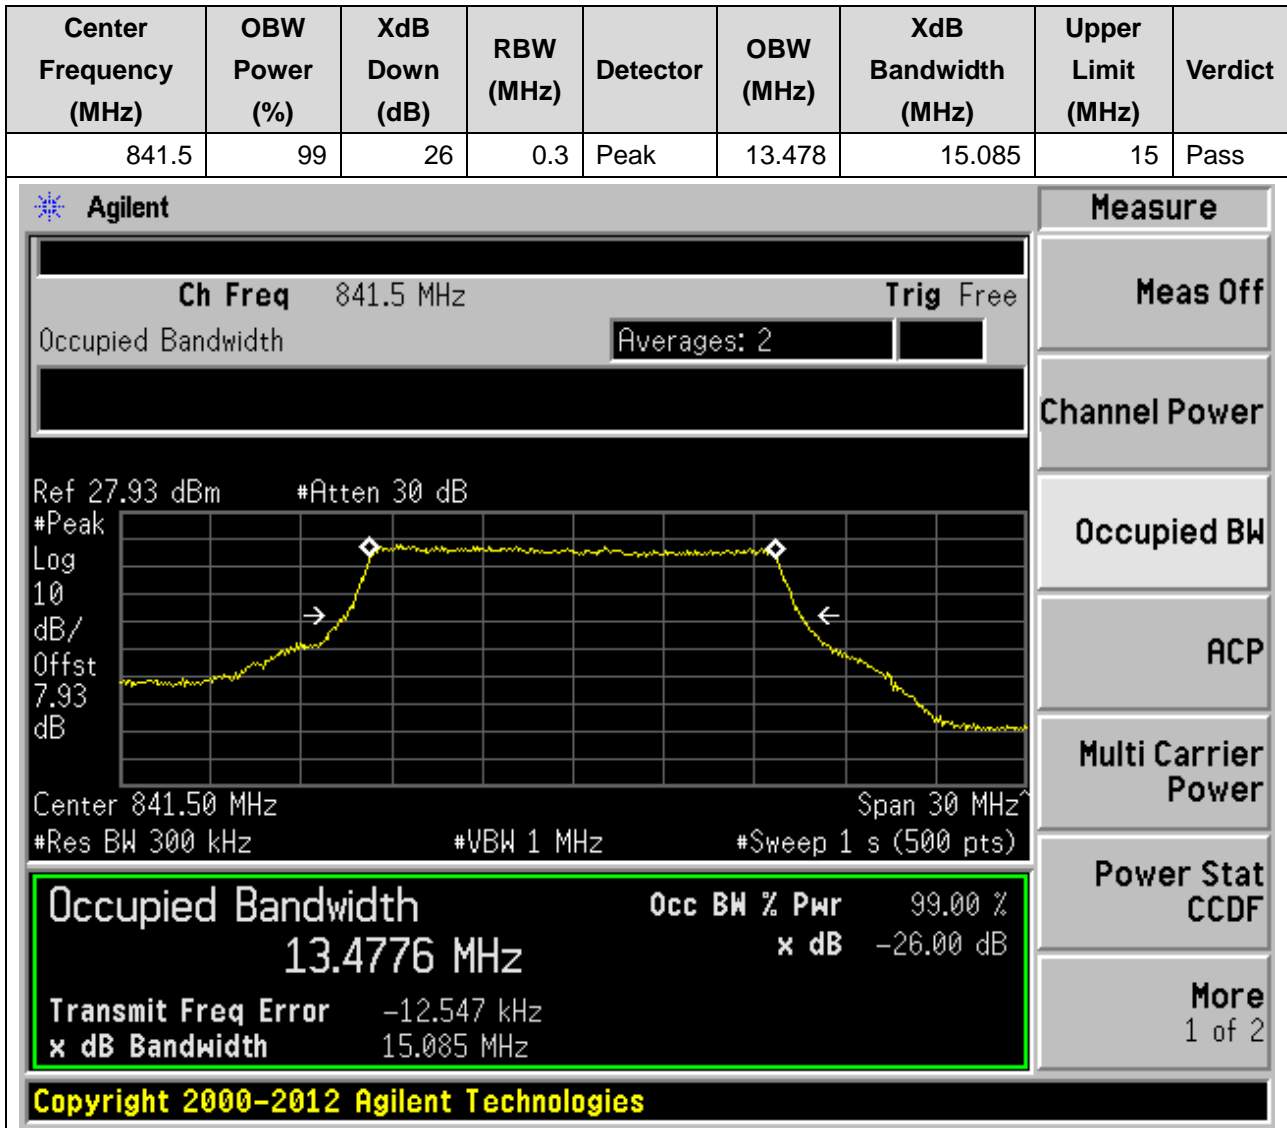 Center Frequency (MHz) OBW Power (%) XdB Down (dB) RBW (MHz) Detector OBW (MHz) XdB Bandwidth (MHz) Upper Limit (MHz) Verdict
841.5 99 26 0.3 Peak 13.478 15.085 15 Pass
Agilent
Measure
Ch Freq 841.5 MHz Trig Free
Occupied Bandwidth Averages: 2
Ref 27.93 dBm #Atten 30 dB
#Peak
Log
10
dB/
Offst
7.93
dB
Center 841.50 MHz Span 30 MHz^
#Res BW 300 kHz #VBW 1 MHz #Sweep 1 s (500 pts)
Occupied Bandwidth Occ BW % Pwr 99.00 %
13.4776 MHz x dB -26.00 dB
Transmit Freq Error -12.547 kHz
x dB Bandwidth 15.085 MHz
Meas Off
Channel Power
Occupied BW
ACP
Multi Carrier
Power
Power Stat
CCDF
More
1 of 2
Copyright 2000-2012 Agilent Technologies